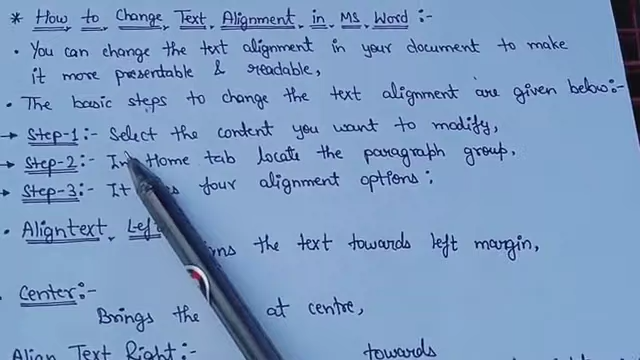 * How to Change Text Alignment in MS Word :-
• You can change the text alignment in your document to make
it more presentable & readable,
• The basic steps to change the text alignment are given below:-
→ Step-1:- Select the content you want to modify,
→ Step-2:- In Home tab locate the paragraph group.
→ Step-3:- It four alignment options:
• Aligntext Left
the text towards left margin,
• Center:-
Brings the at centre,
Align Text Right:-
towards